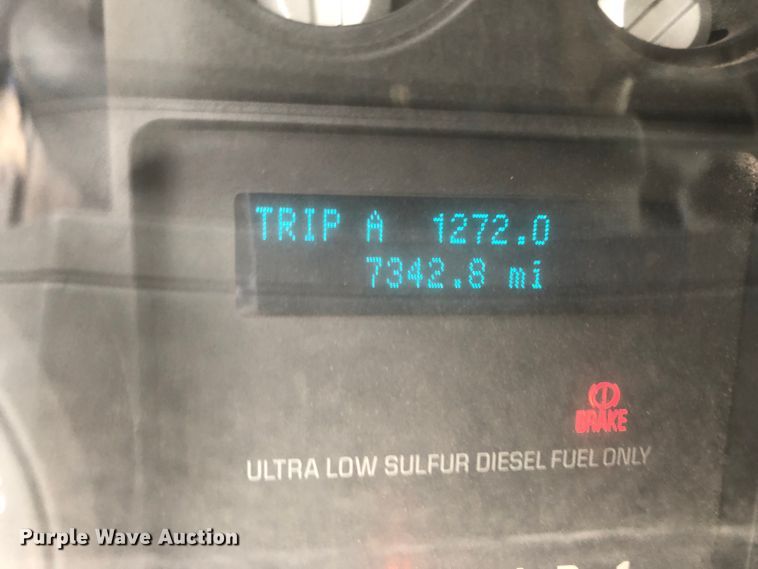 TRIP A 1272.0
7342.8 mi
BRAKE
ULTRA LOW SULFUR DIESEL FUEL ONLY
Purple Wave Auction